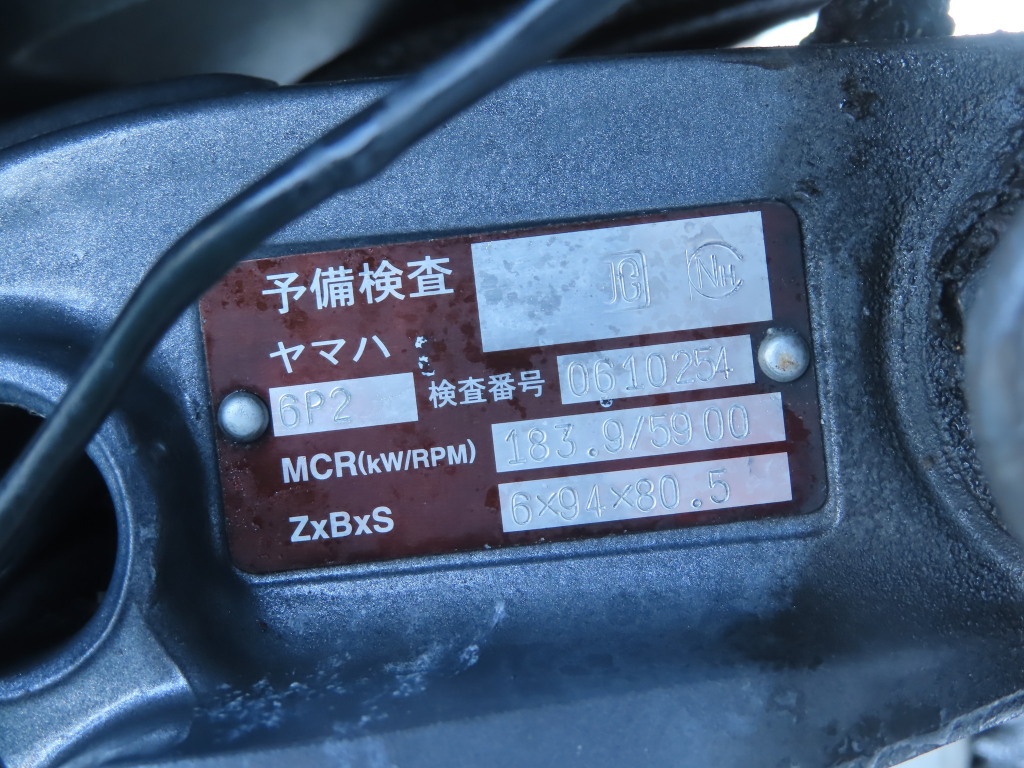 予備検査
JG NH
ヤマハ
6P2 検査番号 0610254
MCR(kW/RPM) 183.9/5900
ZxBxS 6×94×80.5